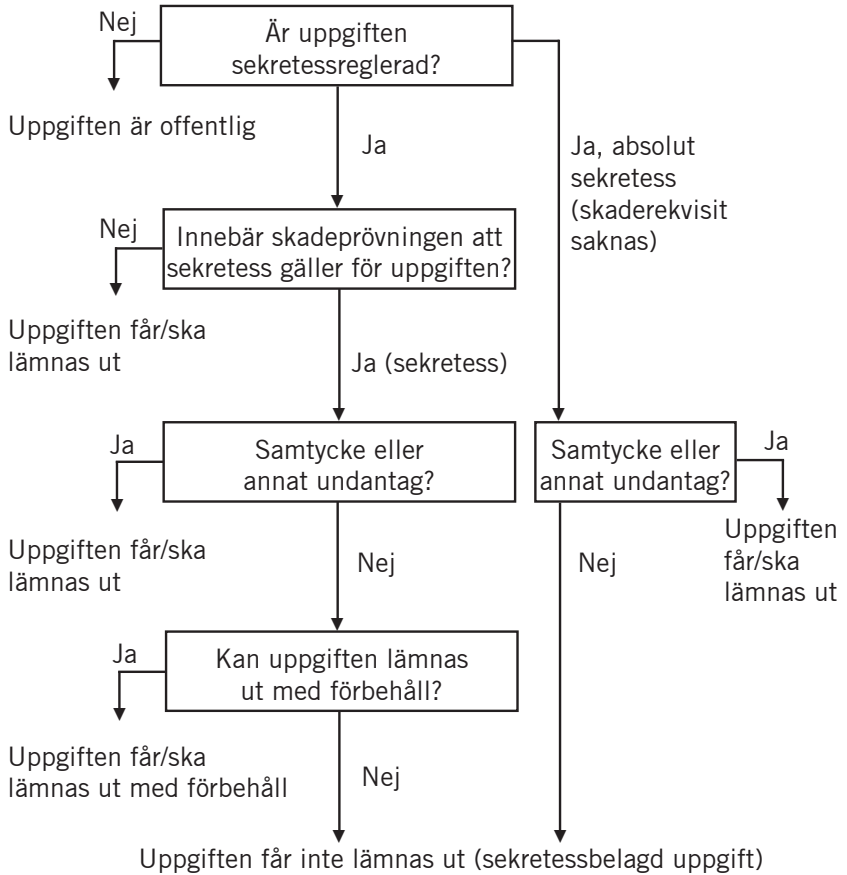 Nej
Är uppgiften
sekretessreglerad?
Uppgiften är offentlig
Ja
Ja, absolut
sekretess
(skaderekvisit
saknas)
Nej
Innebär skadeprövningen att
sekretess gäller för uppgiften?
Uppgiften får/ska
lämnas ut
Ja (sekretess)
Ja
Samtycke eller
annat undantag?
Samtycke eller
annat undantag?
Ja
Uppgiften får/ska
lämnas ut
Nej
Nej
Uppgiften
får/ska
lämnas ut
Ja
Kan uppgiften lämnas
ut med förbehåll?
Uppgiften får/ska
lämnas ut med förbehåll
Nej
Uppgiften får inte lämnas ut (sekretessbelagd uppgift)